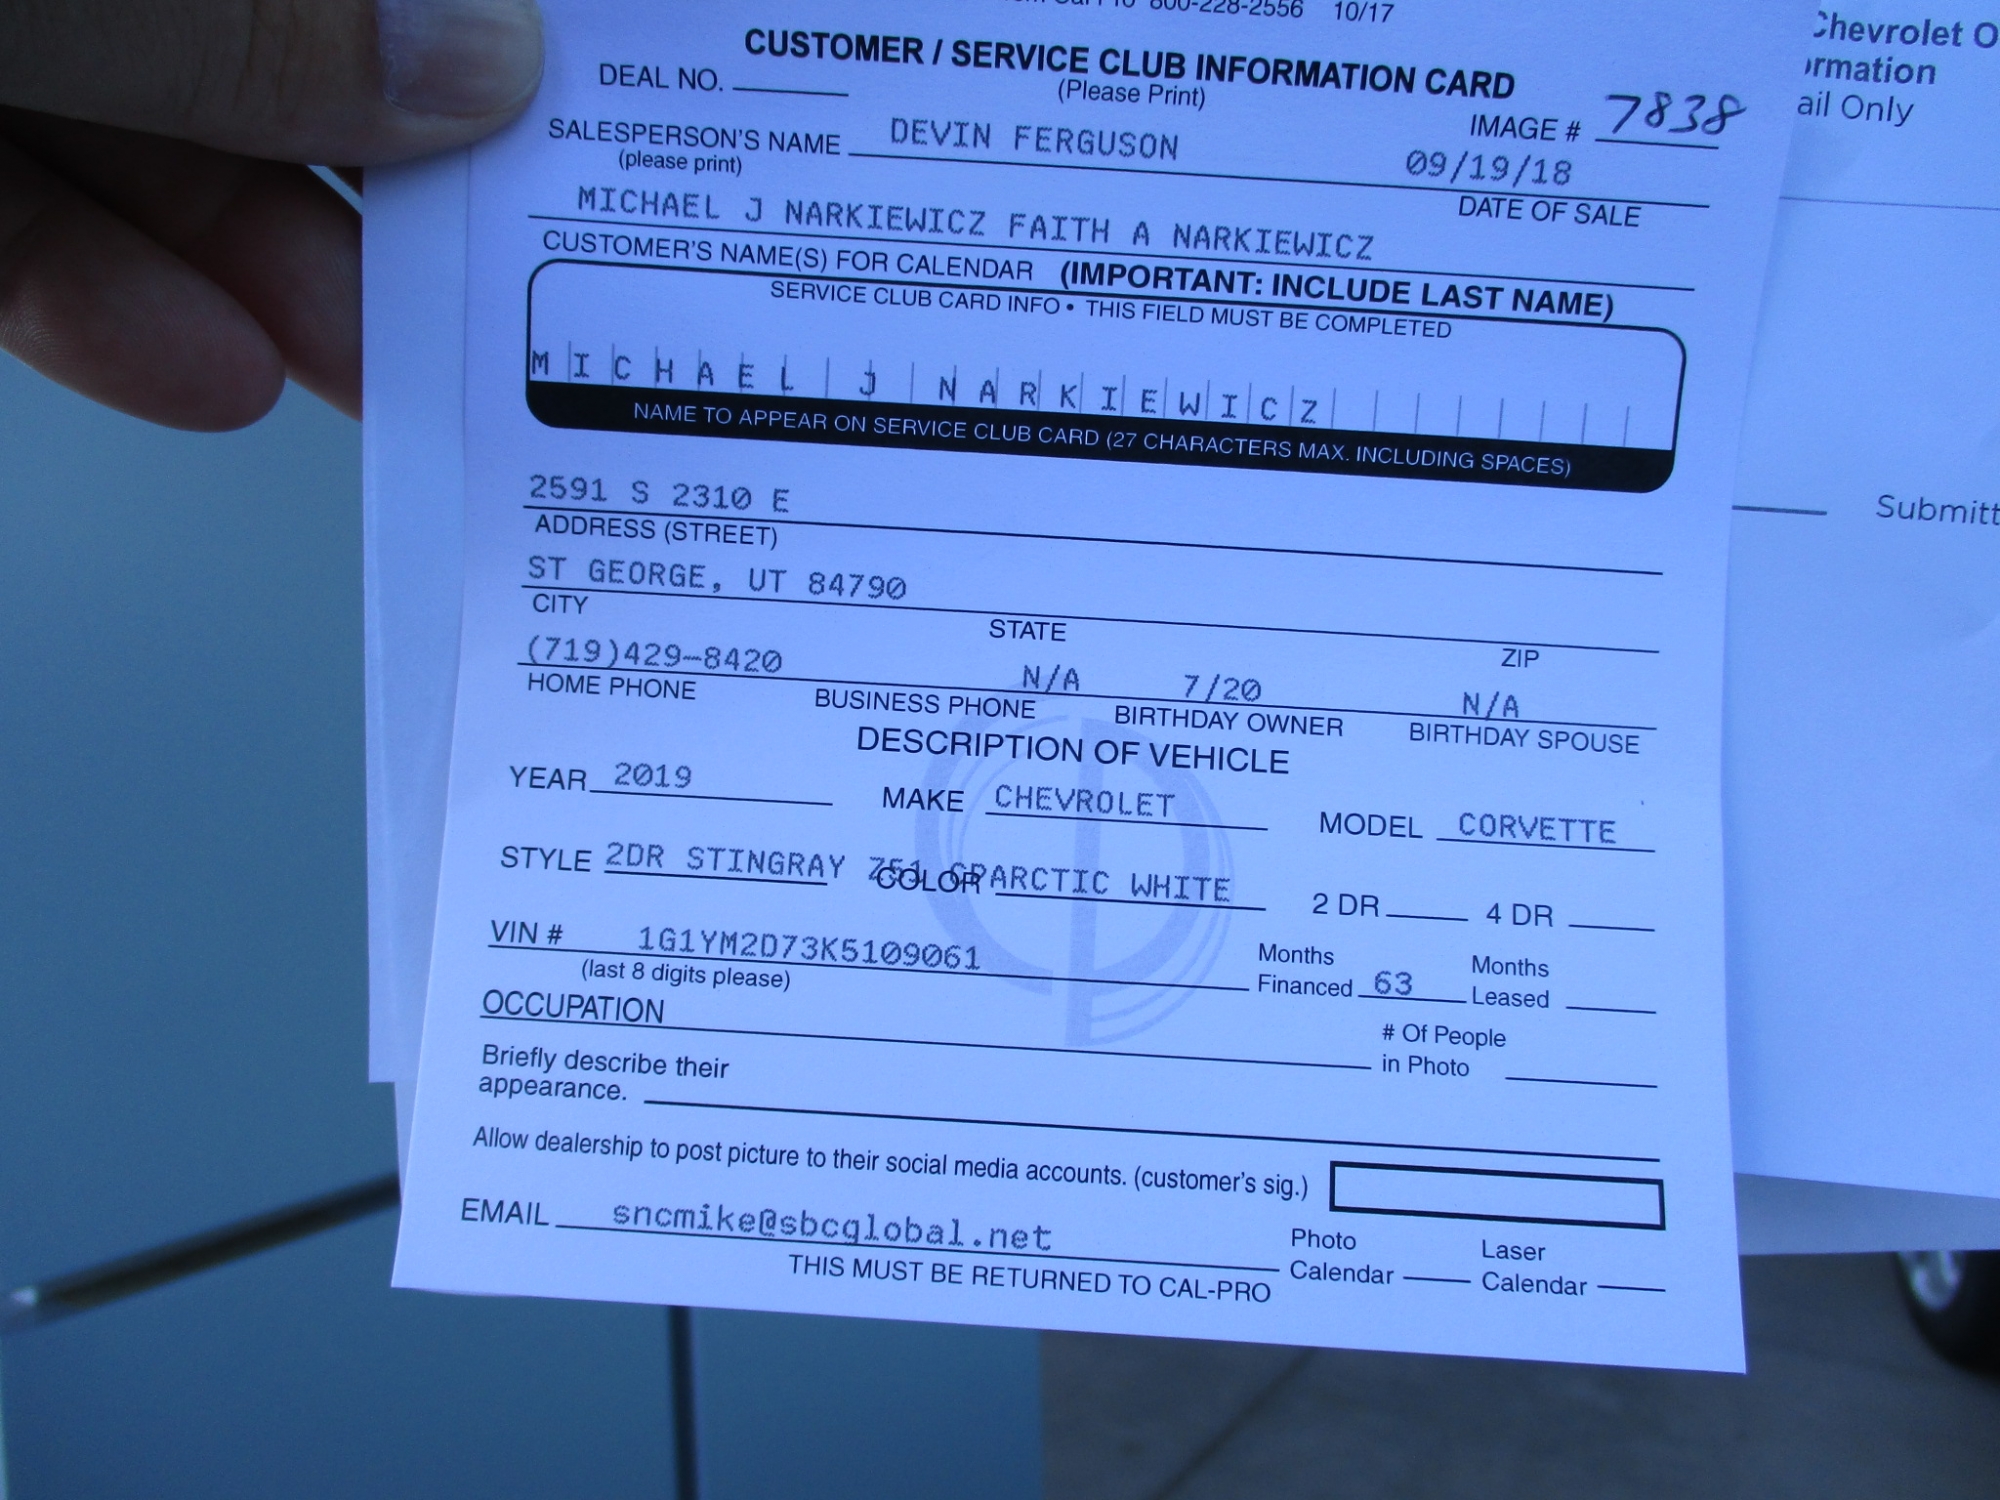 800-228-2556 10/17
CUSTOMER / SERVICE CLUB INFORMATION CARD
(Please Print)
DEAL NO.
IMAGE # 7838
SALESPERSON'S NAME DEVIN FERGUSON
(please print)
09/19/18
DATE OF SALE
MICHAEL J NARKIEWICZ FAITH A NARKIEWICZ
CUSTOMER'S NAME(S) FOR CALENDAR (IMPORTANT: INCLUDE LAST NAME)
SERVICE CLUB CARD INFO • THIS FIELD MUST BE COMPLETED
MICHAEL J NARKIEWICZ
NAME TO APPEAR ON SERVICE CLUB CARD (27 CHARACTERS MAX. INCLUDING SPACES)
2591 S 2310 E
ADDRESS (STREET)
ST GEORGE, UT 84790
CITY STATE ZIP
(719)429-8420 N/A 7/20 N/A
HOME PHONE BUSINESS PHONE BIRTHDAY OWNER BIRTHDAY SPOUSE
DESCRIPTION OF VEHICLE
YEAR 2019 MAKE CHEVROLET MODEL CORVETTE
STYLE 2DR STINGRAY Z51 COLOR ARCTIC WHITE 2 DR 4 DR
VIN # 1G1YM2D73K5109061
(last 8 digits please)
Months Financed 63 Months Leased
OCCUPATION
# Of People in Photo
Briefly describe their
appearance.
Allow dealership to post picture to their social media accounts. (customer's sig.)
EMAIL sncmike@sbcglobal.net
Photo Calendar Laser Calendar
THIS MUST BE RETURNED TO CAL-PRO
Chevrolet
ail Only
Submitt